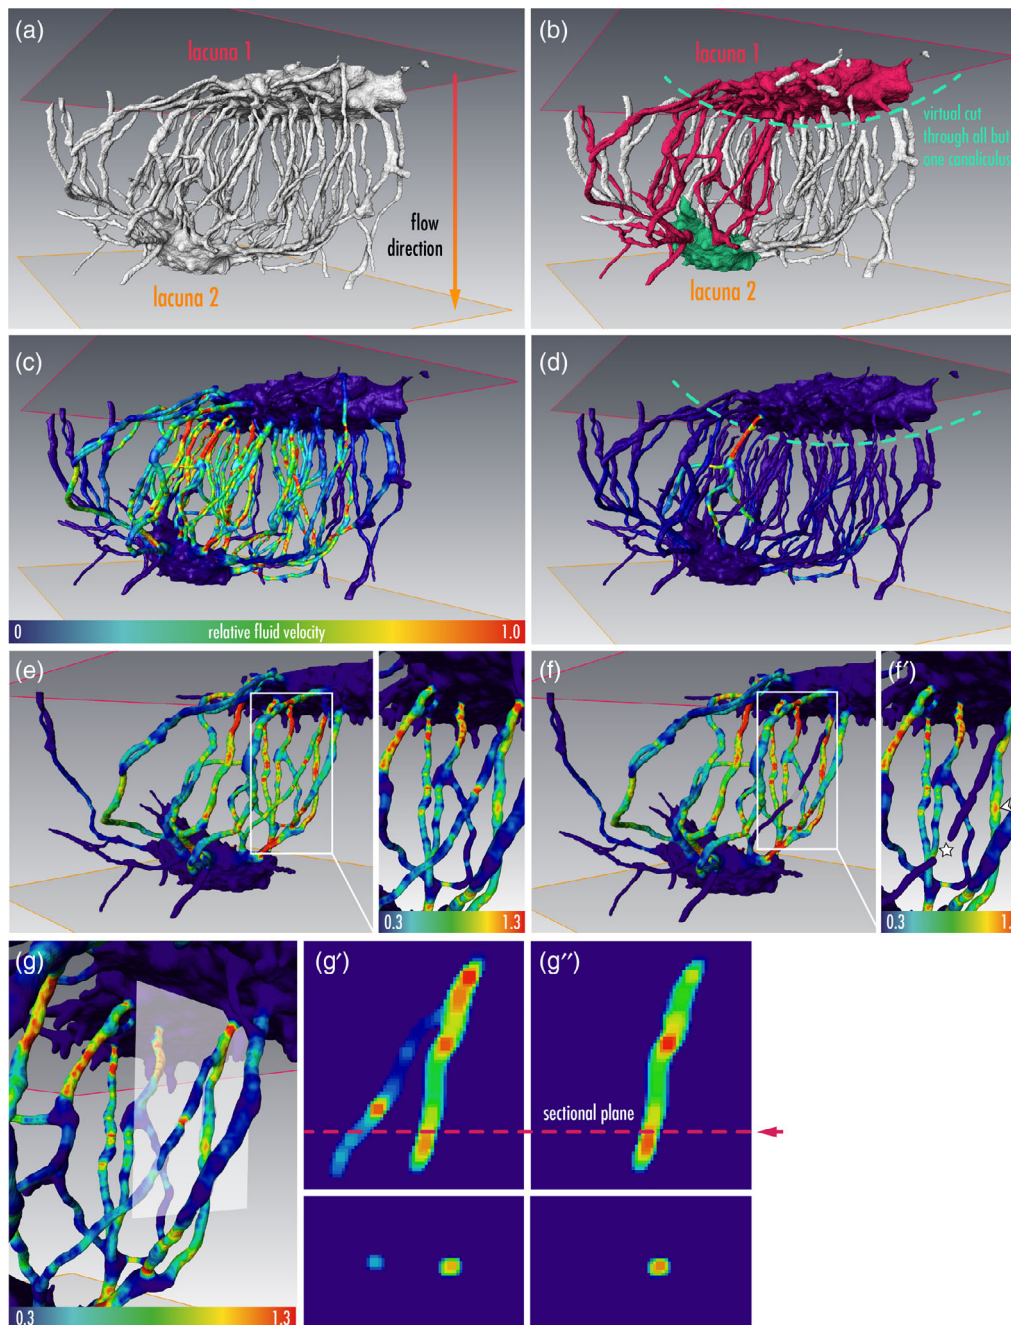 (a)
lacuna 1
flow
direction
lacuna 2
(b)
lacuna 1
virtual cut
through all but
one canaliculus
lacuna 2
(c)
0
relative fluid velocity
1.0
(d)
(e)
0.3
1.3
(f)
(f′)
0.3
(g)
0.3
1.3
(g′)
(g″)
sectional plane